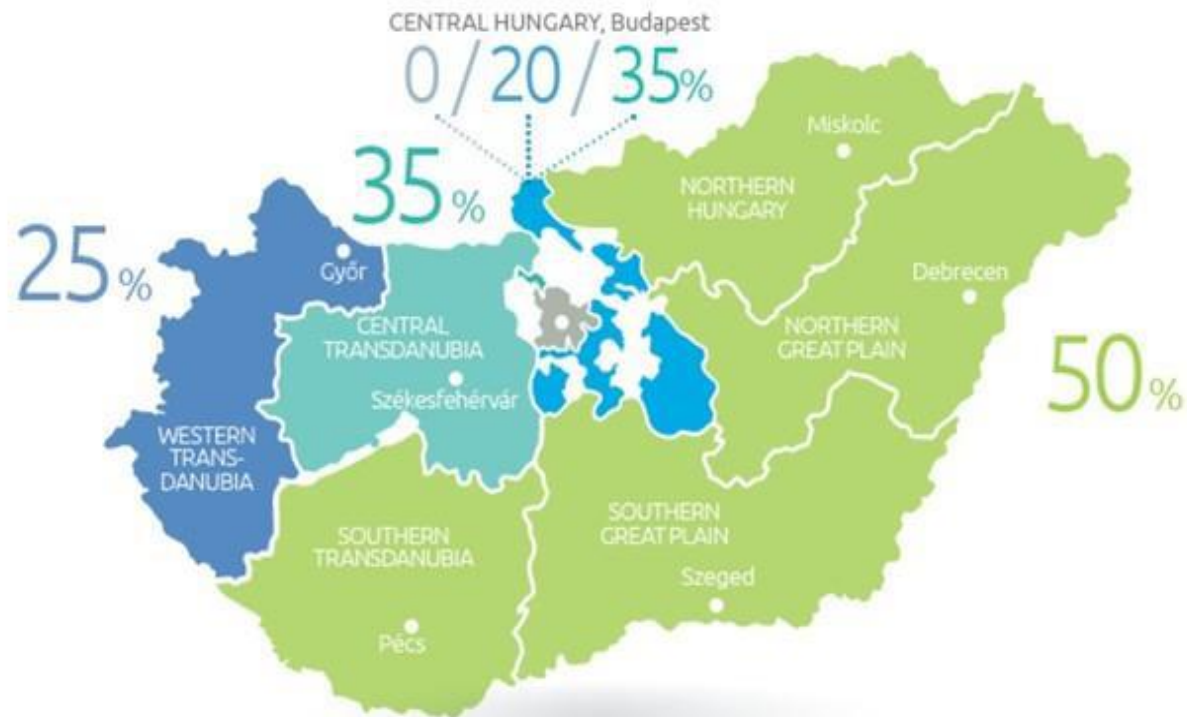 CENTRAL HUNGARY, Budapest
0 / 20 / 35%
35%
25%
50%
Miskolc
NORTHERN
HUNGARY
Győr
Debrecen
CENTRAL
TRANSDANUBIA
NORTHERN
GREAT PLAIN
Székesfehérvár
WESTERN
TRANS-
DANUBIA
SOUTHERN
TRANSDANUBIA
SOUTHERN
GREAT PLAIN
Szeged
Pécs